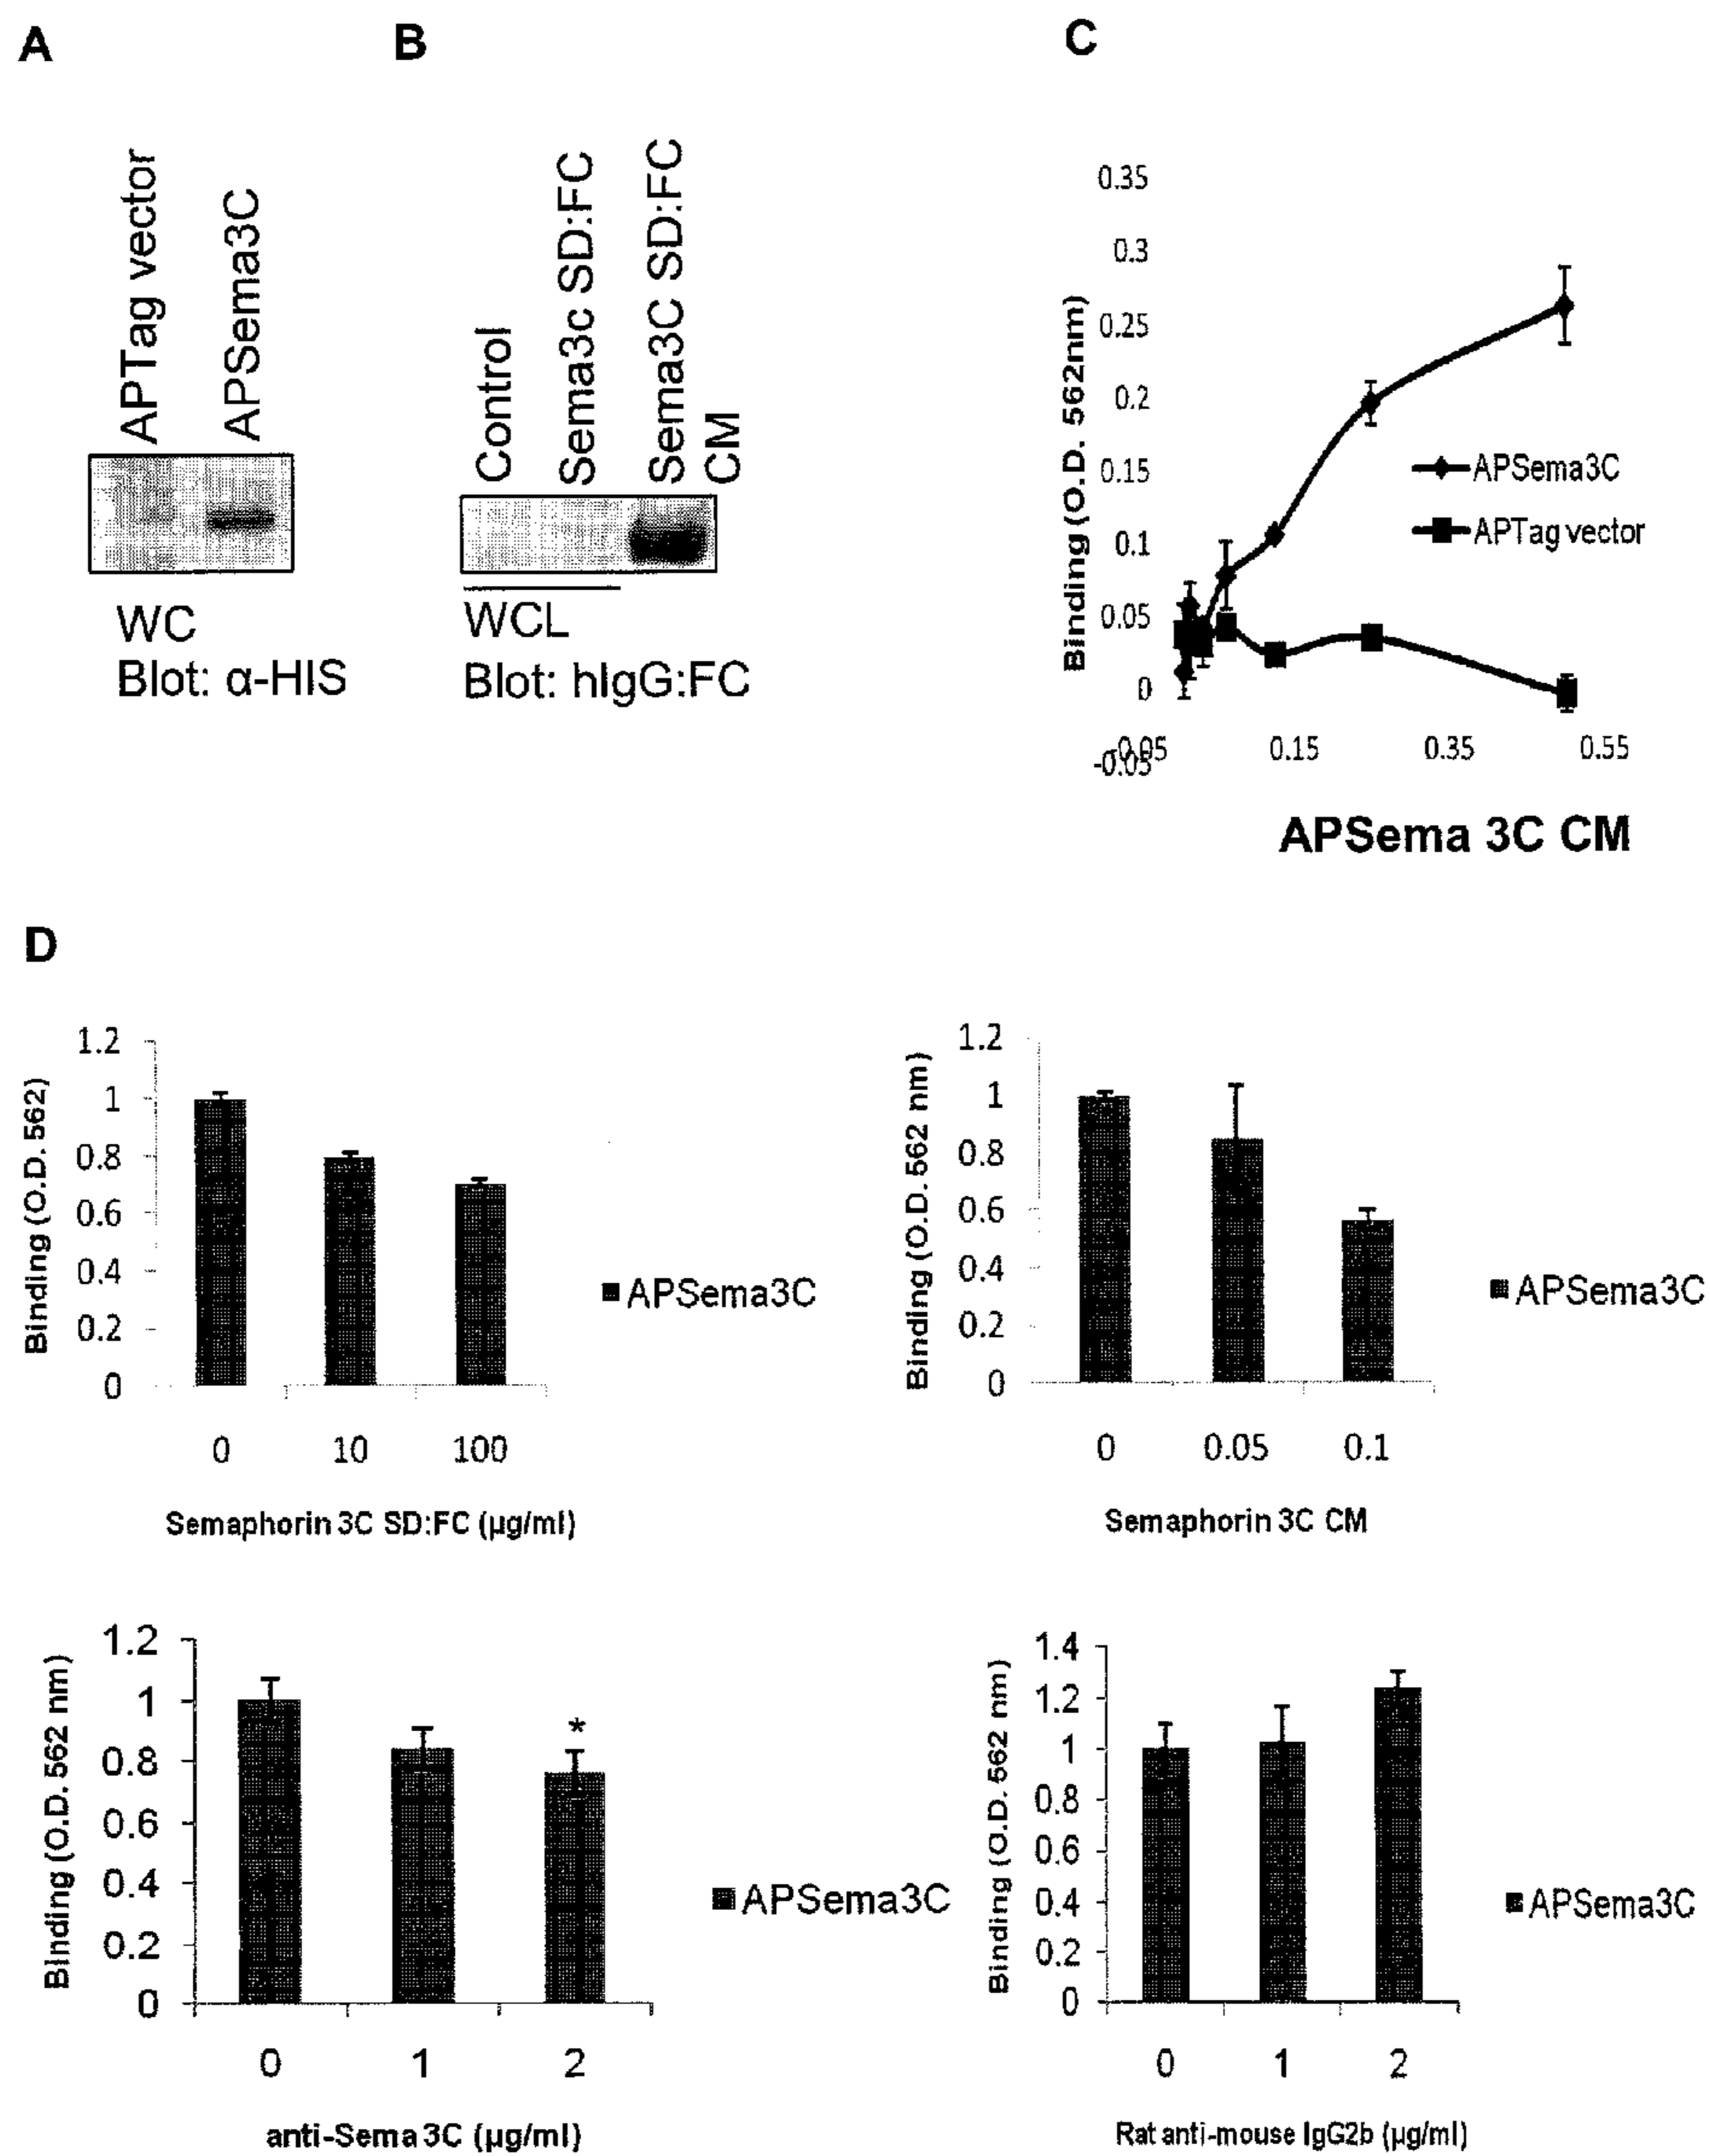 A
B
C
APTag vector
APSema3C
WC
Blot: α-HIS
Control
Sema3c SD:FC
Sema3C SD:FC
CM
WCL
Blot: hIgG:FC
Binding (O.D. 562nm)
0.35
0.3
0.25
0.2
0.15
0.1
0.05
0
-0.05
-0.05
0.15
0.35
0.55
APSema3C
APTag vector
APSema 3C CM
D
Binding (O.D. 562)
1.2
1
0.8
0.6
0.4
0.2
0
0
10
100
APSema3C
Semaphorin 3C SD:FC (µg/ml)
Binding (O.D. 562 nm)
1.2
1
0.8
0.6
0.4
0.2
0
0
0.05
0.1
APSema3C
Semaphorin 3C CM
Binding (O.D. 562 nm)
1.2
1
0.8
0.6
0.4
0.2
0
*
0
1
2
APSema3C
anti-Sema 3C (µg/ml)
Binding (O.D. 562 nm)
1.4
1.2
1
0.8
0.6
0.4
0.2
0
0
1
2
APSema3C
Rat anti-mouse IgG2b (µg/ml)